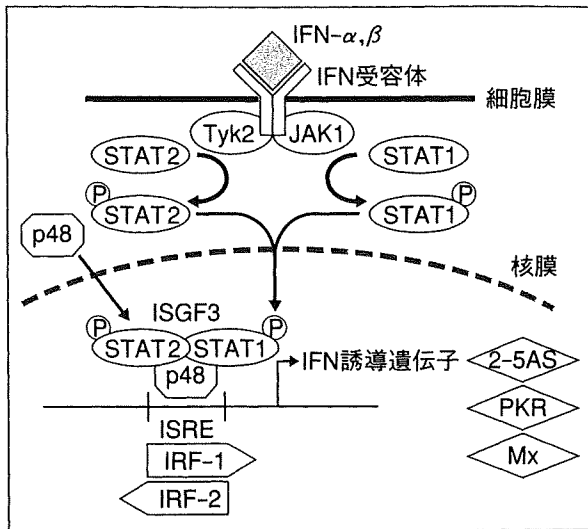 IFN-α,β
IFN受容体
細胞膜
Tyk2
JAK1
STAT2
STAT1
P
STAT2
STAT1
P
p48
核膜
ISGF3
P
P
STAT2
STAT1
p48
IFN誘導遺伝子
2-5AS
PKR
Mx
ISRE
IRF-1
IRF-2